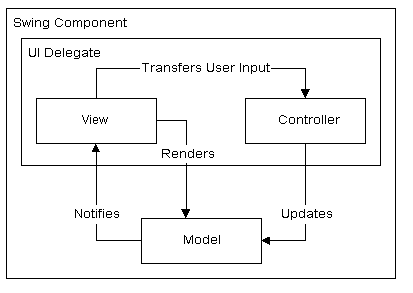 Swing Component
UI Delegate
Transfers User Input
View
Controller
Renders
Notifies
Updates
Model